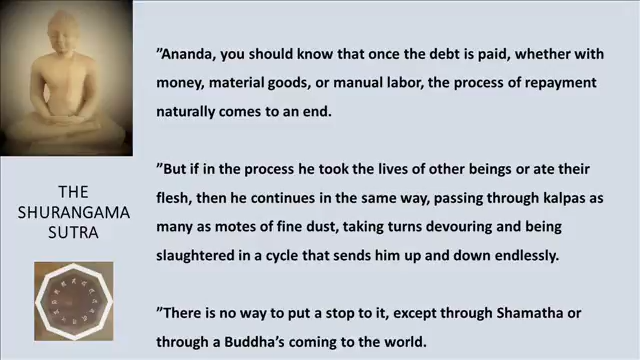 ”Ananda, you should know that once the debt is paid, whether with
money, material goods, or manual labor, the process of repayment
naturally comes to an end.
”But if in the process he took the lives of other beings or ate their
flesh, then he continues in the same way, passing through kalpas as
many as motes of fine dust, taking turns devouring and being
slaughtered in a cycle that sends him up and down endlessly.
”There is no way to put a stop to it, except through Shamatha or
through a Buddha’s coming to the world.
THE
SHURANGAMA
SUTRA